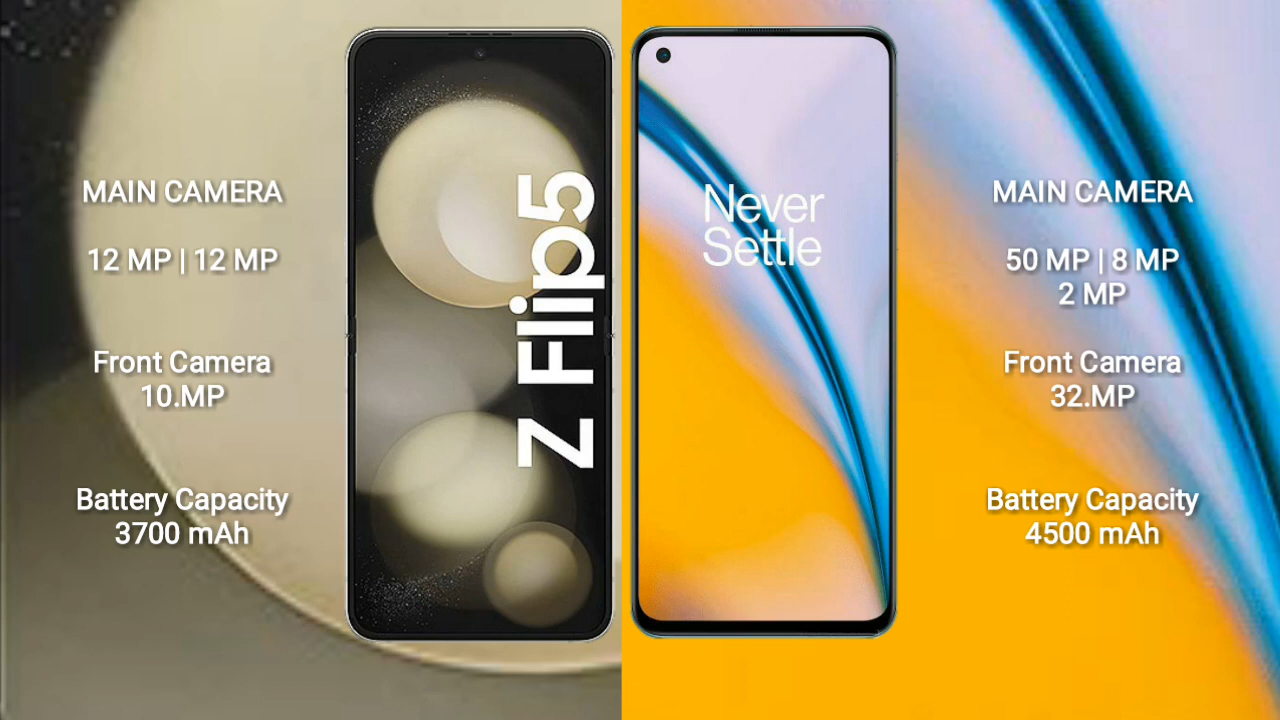 MAIN CAMERA
12 MP | 12 MP
Front Camera
10.MP
Battery Capacity
3700 mAh
Z Flip5
Never
Settle
MAIN CAMERA
50 MP | 8 MP
2 MP
Front Camera
32.MP
Battery Capacity
4500 mAh